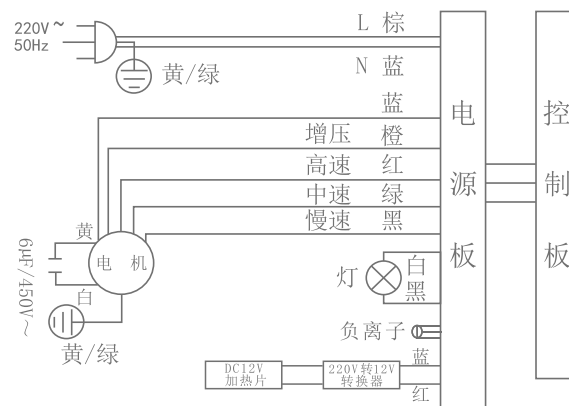 220V~
50Hz
L 棕
N 蓝
黄/绿
蓝
增压 橙
高速 红
中速 绿
慢速 黑
电源板
控制板
黄
6μF/450V~
电 机
白
黄/绿
灯
白
黑
负离子
蓝
DC12V
加热片
220V转12V
转换器
红